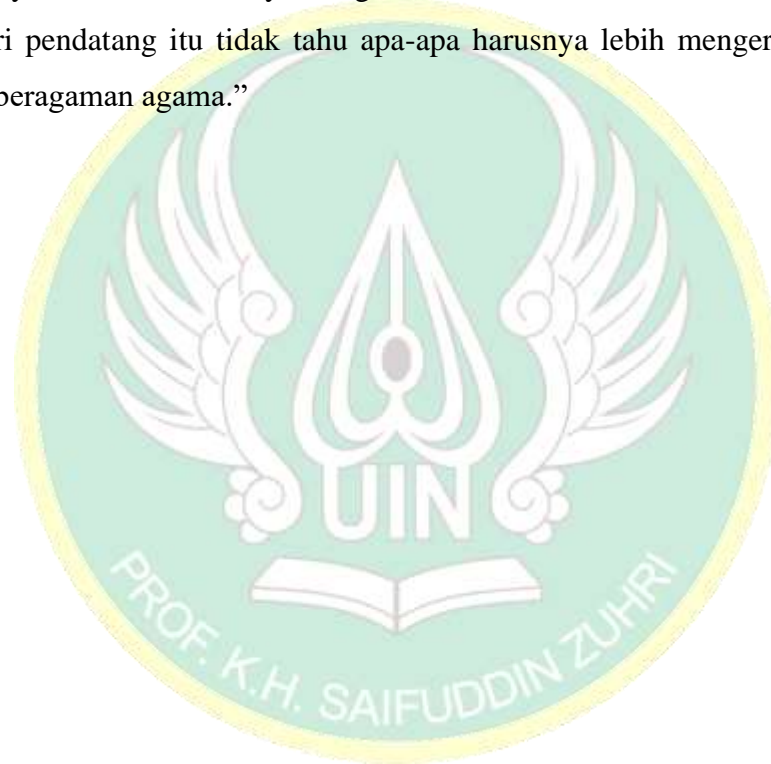 ri pendatang itu tidak tahu apa-apa harusnya lebih menger
beragaman agama.”
UIN
PROF. K.H. SAIFUDDIN ZUHRI